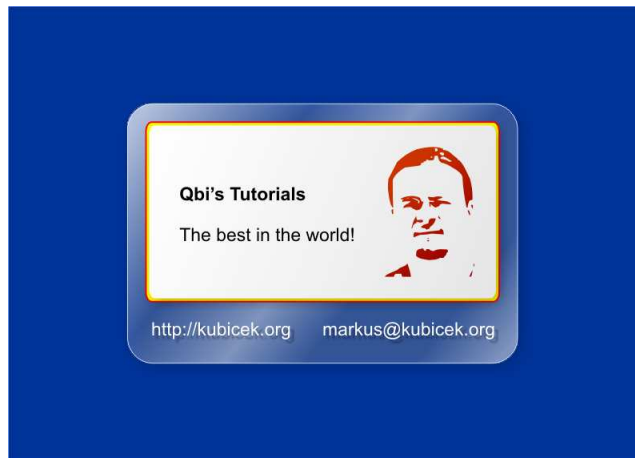 Qbi's Tutorials
The best in the world!
http://kubicek.org markus@kubicek.org